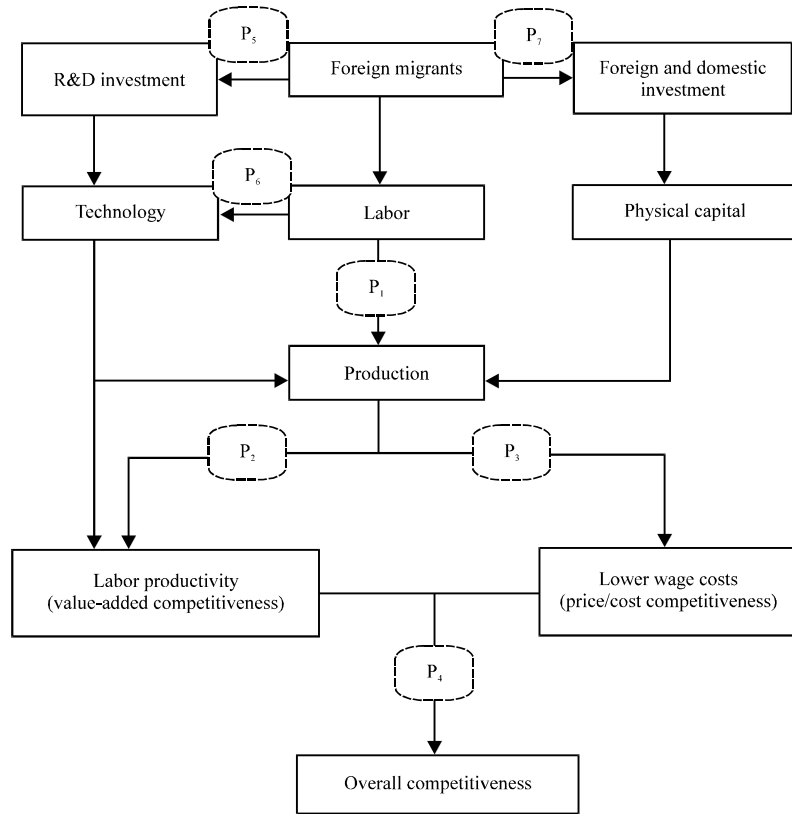 P₅
P₇
R&D investment
Foreign migrants
Foreign and domestic
investment
P₆
Technology
Labor
Physical capital
P₁
Production
P₂
P₃
Labor productivity
(value-added competitiveness)
Lower wage costs
(price/cost competitiveness)
P₄
Overall competitiveness